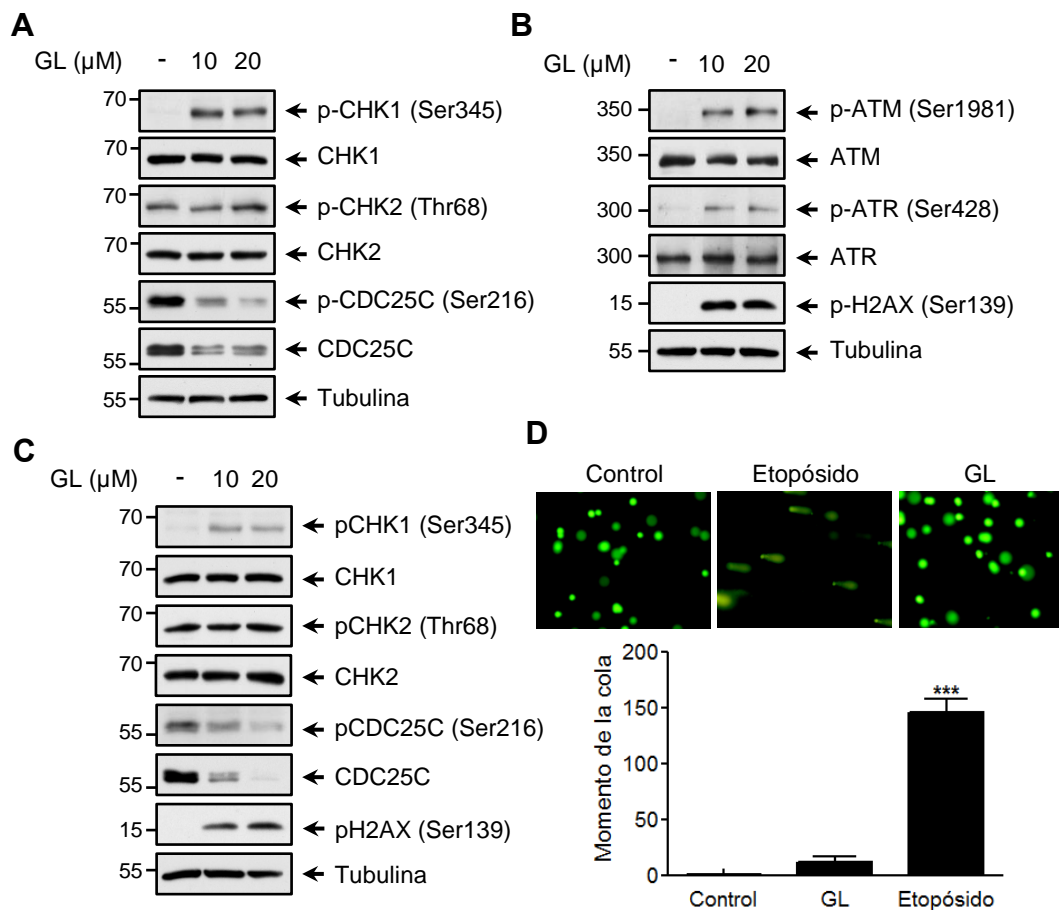 A
GL (µM) - 10 20
70 p-CHK1 (Ser345)
70 CHK1
70 p-CHK2 (Thr68)
70 CHK2
55 p-CDC25C (Ser216)
55 CDC25C
55 Tubulina
B
GL (µM) - 10 20
350 p-ATM (Ser1981)
350 ATM
300 p-ATR (Ser428)
300 ATR
15 p-H2AX (Ser139)
55 Tubulina
C
GL (µM) - 10 20
70 pCHK1 (Ser345)
70 CHK1
70 pCHK2 (Thr68)
70 CHK2
55 pCDC25C (Ser216)
55 CDC25C
15 pH2AX (Ser139)
55 Tubulina
D
Control Etopósido GL
Momento de la cola
200
150
100
50
0
***
Control GL Etopósido